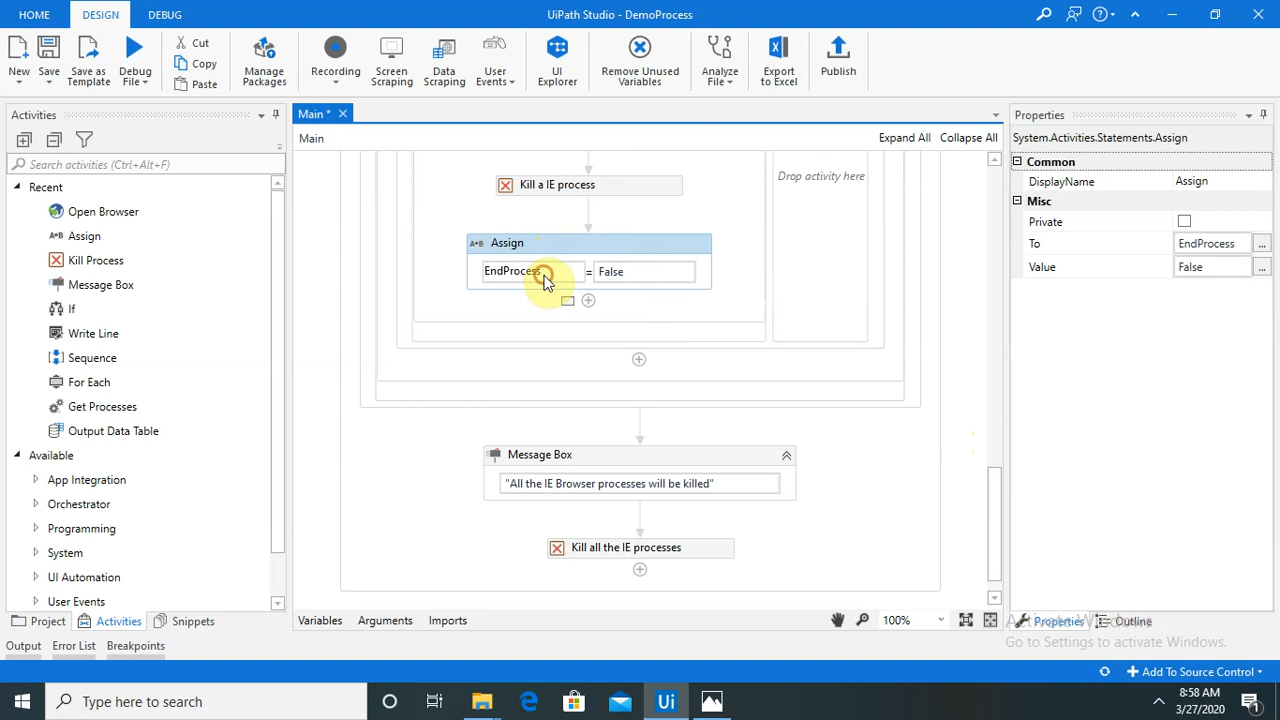 HOME
DESIGN
DEBUG
UiPath Studio - DemoProcess
New
Save
Save as Template
Debug File
Cut
Copy
Paste
Manage Packages
Recording
Screen Scraping
Data Scraping
User Events
UI Explorer
Remove Unused Variables
Analyze File
Export to Excel
Publish
Activities
Search activities (Ctrl+Alt+F)
Recent
Open Browser
A+B Assign
Kill Process
Message Box
If
Write Line
Sequence
For Each
Get Processes
Output Data Table
Available
App Integration
Orchestrator
Programming
System
UI Automation
User Events
Project
Activities
Snippets
Output
Error List
Breakpoints
Main *
Main
Expand All
Collapse All
Drop activity here
Kill a IE process
A+B Assign
EndProcess = False
Message Box
"All the IE Browser processes will be killed"
Kill all the IE processes
Variables
Arguments
Imports
100%
Properties
System.Activities.Statements.Assign
Common
DisplayName Assign
Misc
Private
To EndProcess ...
Value False ...
Activate Windows
Go to Settings to activate Windows.
Properties
Outline
Add To Source Control
Type here to search
Ui
8:58 AM
3/27/2020
1